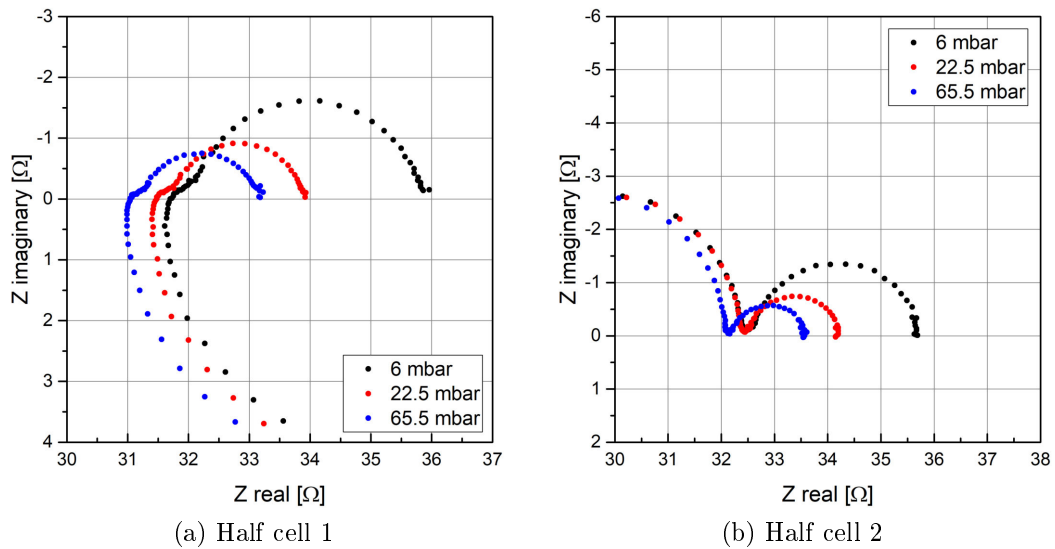 -3
-2
-1
0
1
2
3
4
Z imaginary [Ω]
30 31 32 33 34 35 36 37
Z real [Ω]
6 mbar
22.5 mbar
65.5 mbar
(a) Half cell 1
-6
-5
-4
-3
-2
-1
0
1
2
Z imaginary [Ω]
30 31 32 33 34 35 36 37 38
Z real [Ω]
6 mbar
22.5 mbar
65.5 mbar
(b) Half cell 2